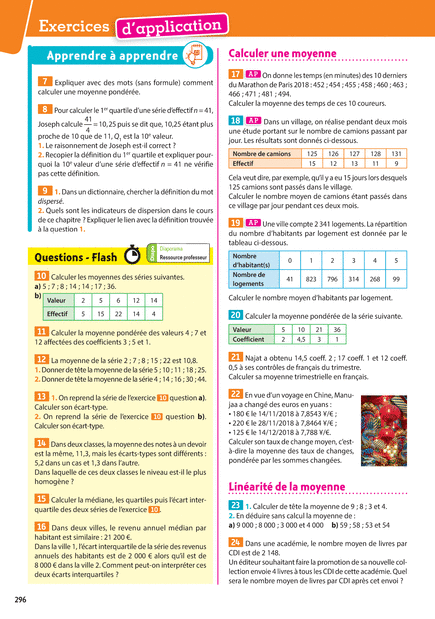 Exercices d'application
Apprendre à apprendre
7 Expliquer avec des mots (sans formule) comment
calculer une moyenne pondérée.
8 Pour calculer le 1er quartile d'une série d'effectif n = 41,
Joseph calcule 41/4 = 10,25 puis se dit que, 10,25 étant plus
proche de 10 que de 11, Q1 est la 10e valeur.
1. Le raisonnement de Joseph est-il correct ?
2. Recopier la définition du 1er quartile et expliquer pour-
quoi la 10e valeur d'une série d'effectif n = 41 ne vérifie
pas cette définition.
9 1. Dans un dictionnaire, chercher la définition du mot
dispersé.
2. Quels sont les indicateurs de dispersion dans le cours
de ce chapitre ? Expliquer le lien avec la définition trouvée
à la question 1.
Questions - Flash
Diaporama
Ressource professeur
10 Calculer les moyennes des séries suivantes.
a) 5 ; 7 ; 8 ; 14 ; 14 ; 17 ; 36.
b)
Valeur 2 5 6 12 14
Effectif 5 15 22 14 4
11 Calculer la moyenne pondérée des valeurs 4 ; 7 et
12 affectées des coefficients 3 ; 5 et 1.
12 La moyenne de la série 2 ; 7 ; 8 ; 15 ; 22 est 10,8.
1. Donner de tête la moyenne de la série 5 ; 10 ; 11 ; 18 ; 25.
2. Donner de tête la moyenne de la série 4 ; 14 ; 16 ; 30 ; 44.
13 1. On reprend la série de l'exercice 10 question a).
Calculer son écart-type.
2. On reprend la série de l'exercice 10 question b).
Calculer son écart-type.
14 Dans deux classes, la moyenne des notes à un devoir
est la même, 11,3, mais les écarts-types sont différents :
5,2 dans un cas et 1,3 dans l'autre.
Dans laquelle de ces deux classes le niveau est-il le plus
homogène ?
15 Calculer la médiane, les quartiles puis l'écart inter-
quartile des deux séries de l'exercice 10.
16 Dans deux villes, le revenu annuel médian par
habitant est similaire : 21 200 €.
Dans la ville 1, l'écart interquartile de la série des revenus
annuels des habitants est de 2 000 € alors qu'il est de
8 000 € dans la ville 2. Comment peut-on interpréter ces
deux écarts interquartiles ?
Calculer une moyenne
17 AP On donne les temps (en minutes) des 10 derniers
du Marathon de Paris 2018 : 452 ; 454 ; 455 ; 458 ; 460 ; 463 ;
466 ; 471 ; 481 ; 494.
Calculer la moyenne des temps de ces 10 coureurs.
18 AP Dans un village, on réalise pendant deux mois
une étude portant sur le nombre de camions passant par
jour. Les résultats sont donnés ci-dessous.
Nombre de camions 125 126 127 128 131
Effectif 15 12 13 11 9
Cela veut dire, par exemple, qu'il y a eu 15 jours lors desquels
125 camions sont passés dans le village.
Calculer le nombre moyen de camions étant passés dans
ce village par jour pendant ces deux mois.
19 AP Une ville compte 2 341 logements. La répartition
du nombre d'habitants par logement est donnée par le
tableau ci-dessous.
Nombre d'habitant(s) 0 1 2 3 4 5
Nombre de logements 41 823 796 314 268 99
Calculer le nombre moyen d'habitants par logement.
20 Calculer la moyenne pondérée de la série suivante.
Valeur 5 10 21 36
Coefficient 2 4,5 3 1
21 Najat a obtenu 14,5 coeff. 2 ; 17 coeff. 1 et 12 coeff.
0,5 à ses contrôles de français du trimestre.
Calculer sa moyenne trimestrielle en français.
22 En vue d'un voyage en Chine, Manu-
jaa a changé des euros en yuans :
• 180 € le 14/11/2018 à 7,8543 ¥/€ ;
• 220 € le 28/11/2018 à 7,8464 ¥/€ ;
• 125 € le 14/12/2018 à 7,788 ¥/€.
Calculer son taux de change moyen, c'est-
à-dire la moyenne des taux de changes,
pondérée par les sommes changées.
Linéarité de la moyenne
23 1. Calculer de tête la moyenne de 9 ; 8 ; 3 et 4.
2. En déduire sans calcul la moyenne de :
a) 9 000 ; 8 000 ; 3 000 et 4 000 b) 59 ; 58 ; 53 et 54
24 Dans une académie, le nombre moyen de livres par
CDI est de 2 148.
Un éditeur souhaitant faire la promotion de sa nouvelle col-
lection envoie 4 livres à tous les CDI de cette académie. Quel
sera le nombre moyen de livres par CDI après cet envoi ?
296